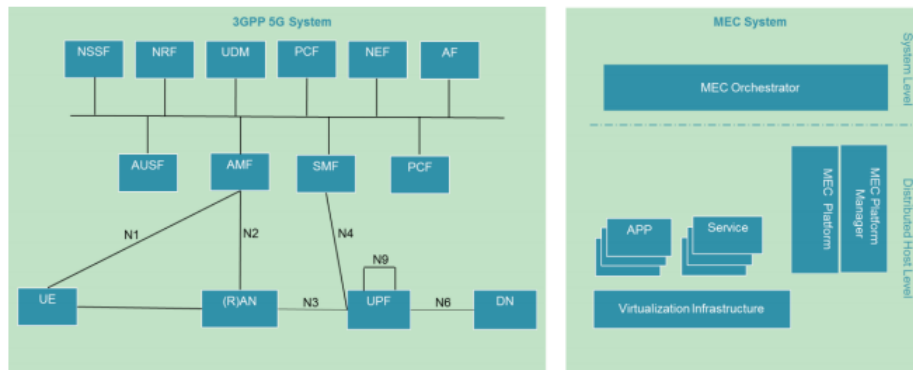 3GPP 5G System
NSSF
NRF
UDM
PCF
NEF
AF
AUSF
AMF
SMF
PCF
N1
N2
N4
N9
UE
(R)AN
N3
UPF
N6
DN
MEC System
MEC Orchestrator
System Level
MEC Platform
MEC Platform
Manager
APP
Service
Virtualization Infrastructure
Distributed Host Level